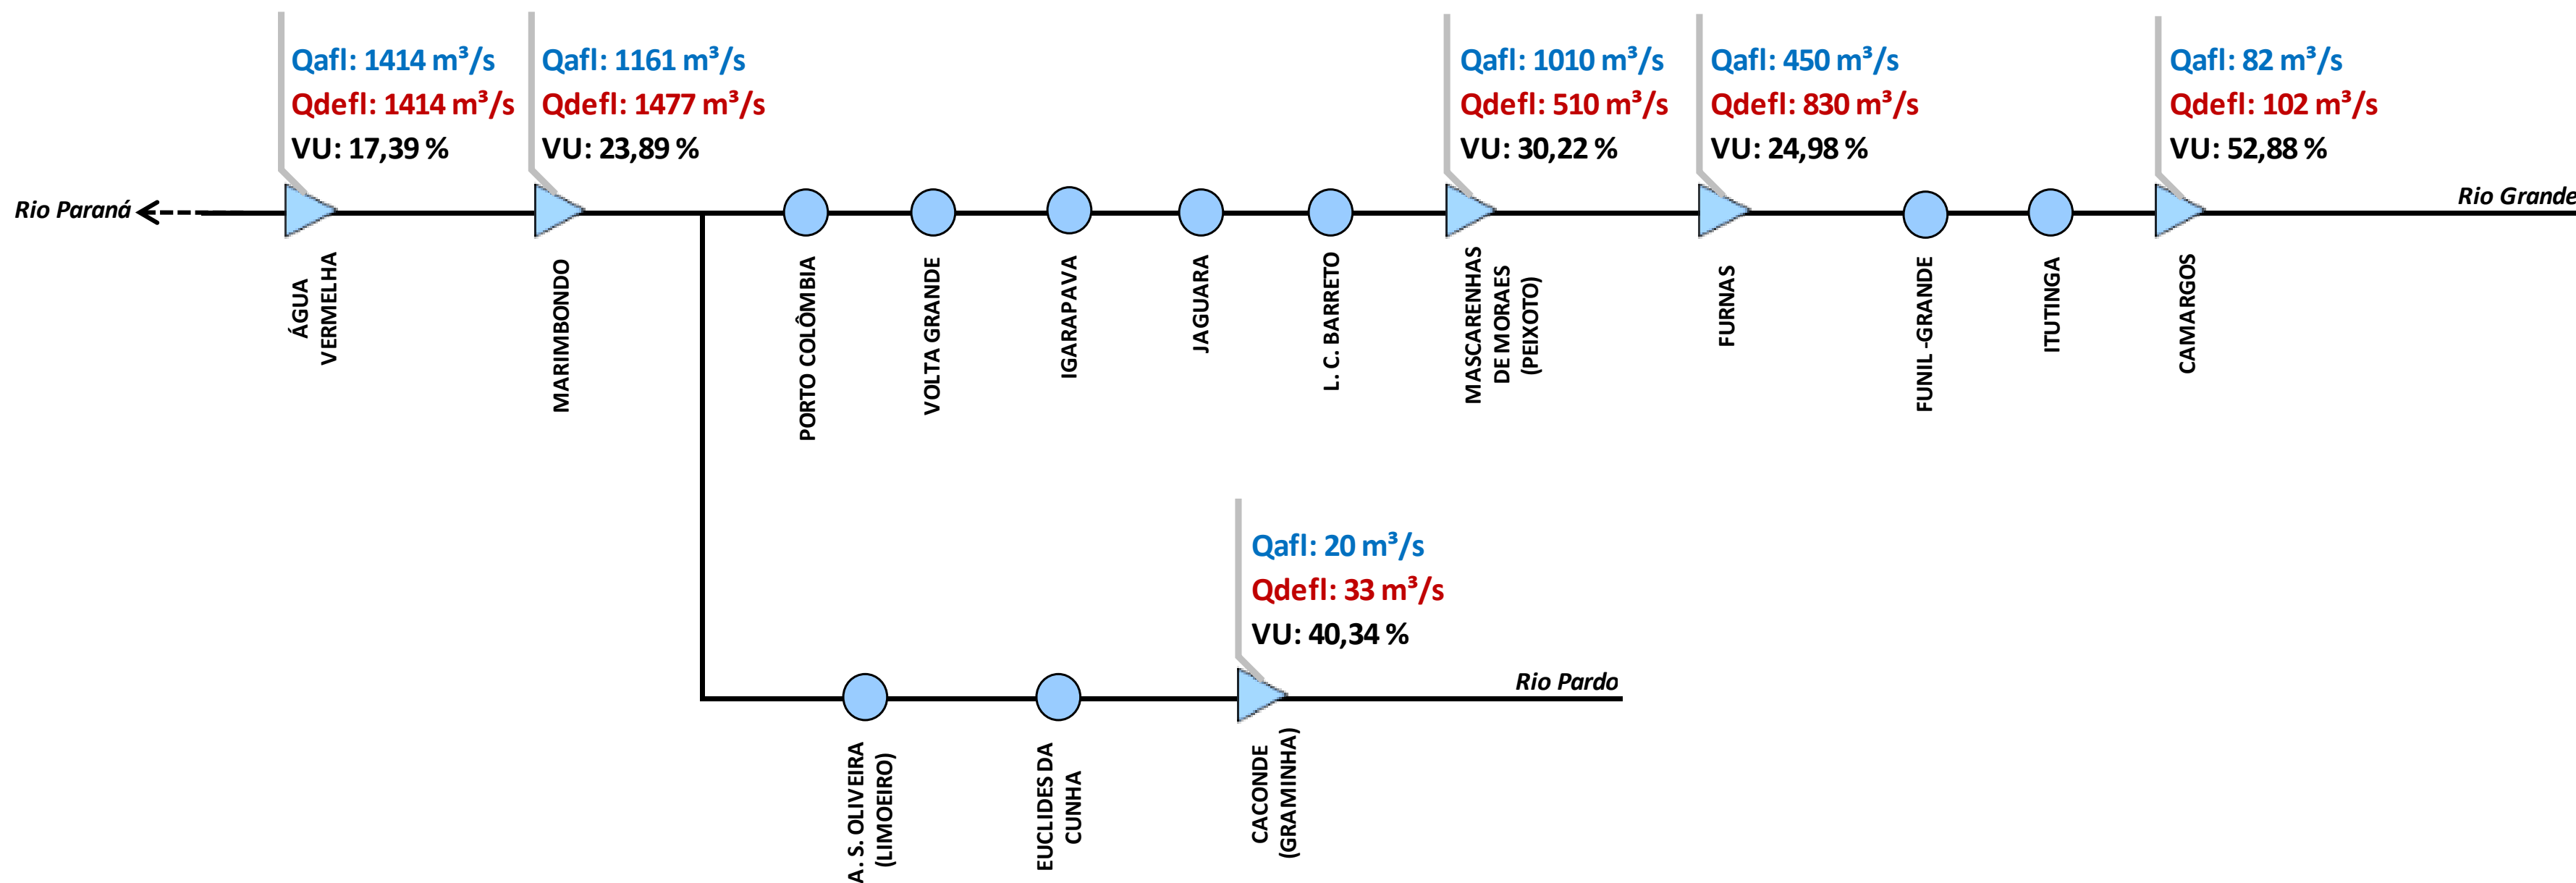 Qafl: 1414 m³/s
Qdefl: 1414 m³/s
VU: 17,39 %
Qafl: 1161 m³/s
Qdefl: 1477 m³/s
VU: 23,89 %
Qafl: 1010 m³/s
Qdefl: 510 m³/s
VU: 30,22 %
Qafl: 450 m³/s
Qdefl: 830 m³/s
VU: 24,98 %
Qafl: 82 m³/s
Qdefl: 102 m³/s
VU: 52,88 %
Rio Paraná
Rio Grande
ÁGUA
VERMELHA
MARIMBONDO
PORTO COLÔMBIA
VOLTA GRANDE
IGARAPAVA
JAGUARA
L. C. BARRETO
MASCARENHAS
DE MORAES
(PEIXOTO)
FURNAS
FUNIL -GRANDE
ITUTINGA
CAMARGOS
Qafl: 20 m³/s
Qdefl: 33 m³/s
VU: 40,34 %
Rio Pardo
A. S. OLIVEIRA
(LIMOEIRO)
EUCLIDES DA
CUNHA
CACONDE
(GRAMINHA)